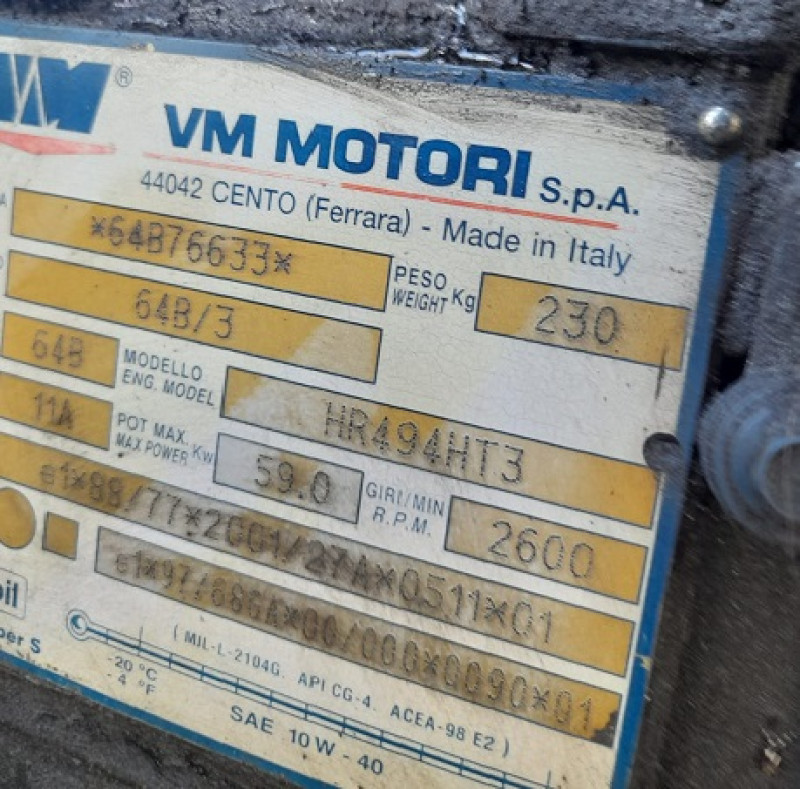 VM ®
VM MOTORI S.p.A.
44042 CENTO (Ferrara) - Made in Italy
*64B76633*
PESO WEIGHT Kg 230
64B/3
64B MODELLO ENG. MODEL HR494HT3
11A POT MAX. MAX POWER Kw 59.0 GIRI/MIN R.P.M. 2600
e1*88/77*2001/27A*0511*01
e1*97/68GA*00/000*0090*01
(MIL-L-2104G. API CG-4. ACEA-98 E2)
-20 °C
-4 °F
SAE 10W-40